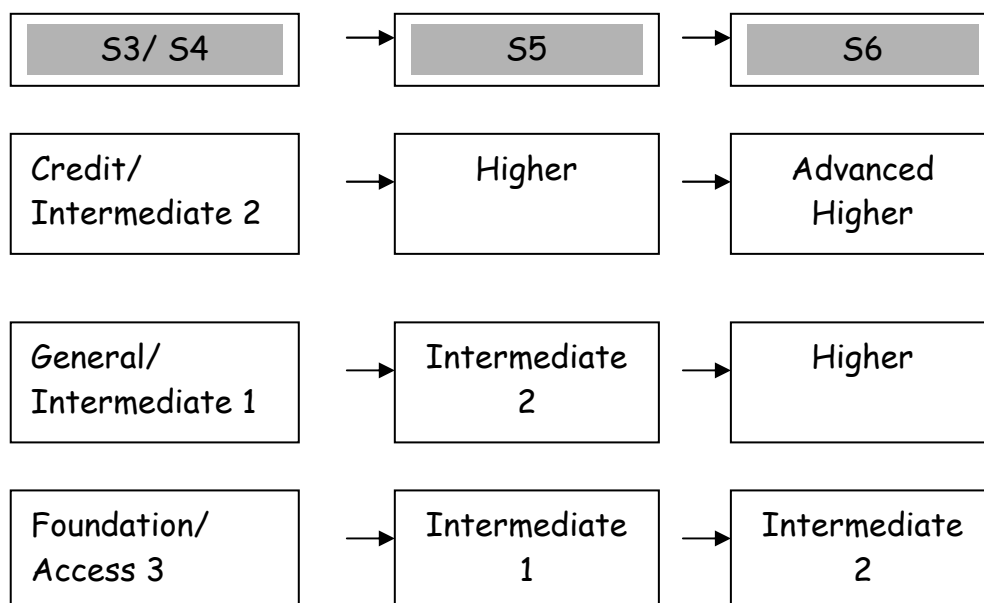 S3/ S4
S5
S6
Credit/
Intermediate 2
Higher
Advanced
Higher
General/
Intermediate 1
Intermediate
2
Higher
Foundation/
Access 3
Intermediate
1
Intermediate
2